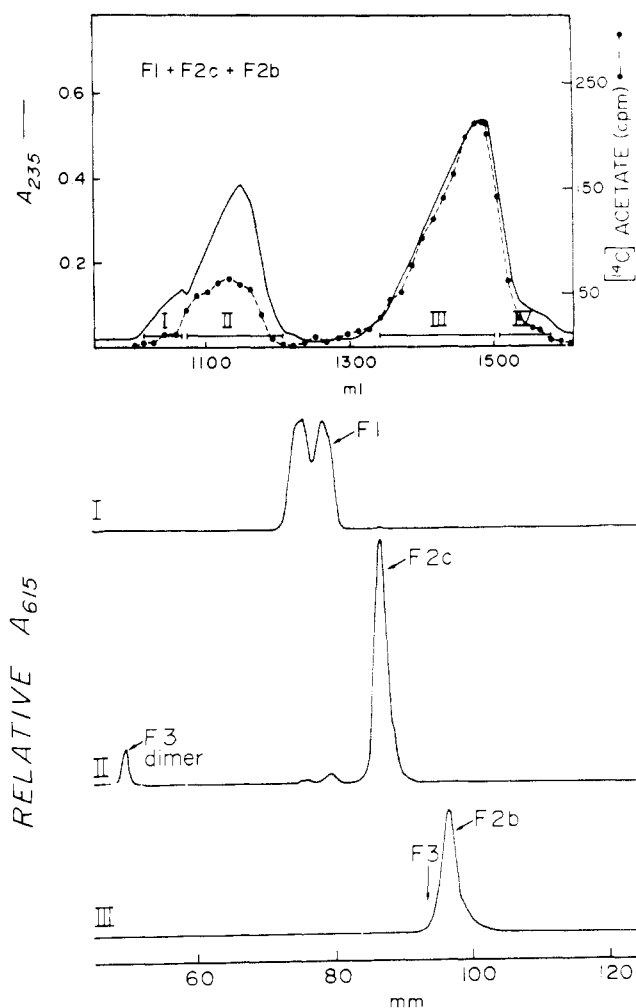 F1 + F2c + F2b
A235
0.6
0.4
0.2
250
150
50
[14C] ACETATE (cpm)
I
II
III
IV
1100
1300
1500
ml
F1
I
F2c
F3
dimer
II
F2b
F3
III
RELATIVE A615
60
80
100
120
mm